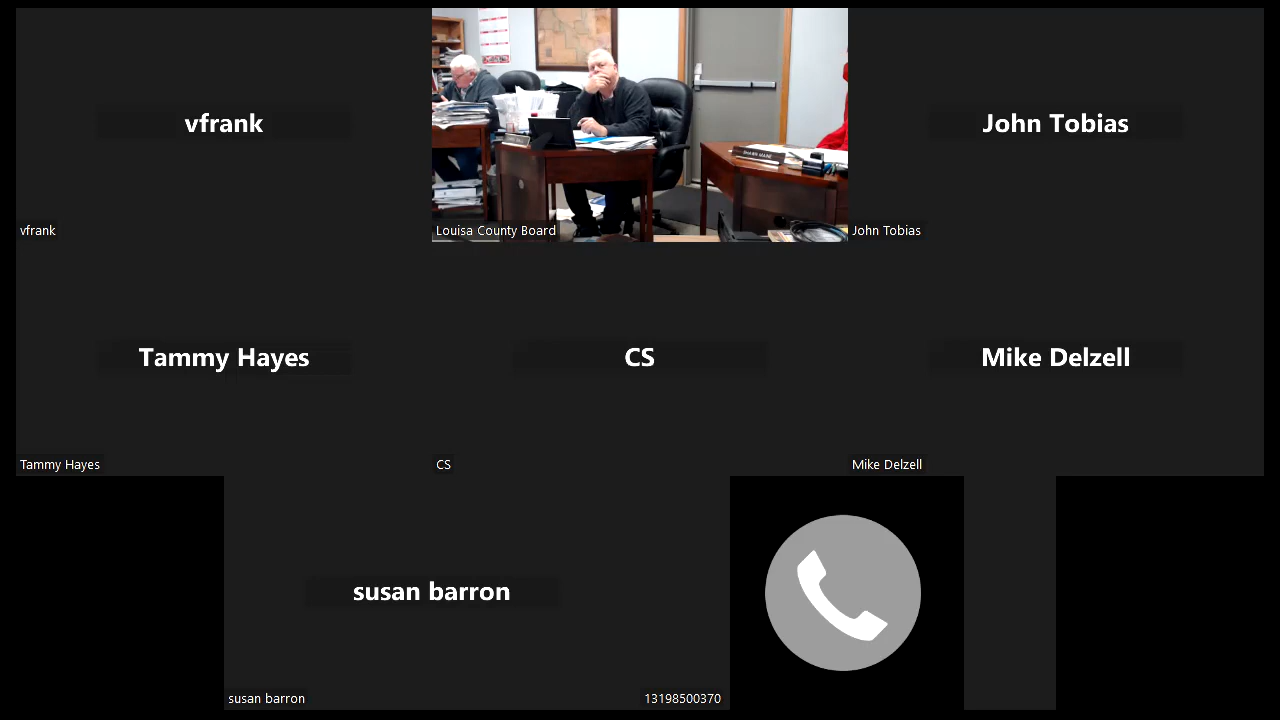 vfrank
vfrank
Louisa County Board
John Tobias
John Tobias
Tammy Hayes
Tammy Hayes
CS
CS
Mike Delzell
Mike Delzell
susan barron
susan barron
13198500370